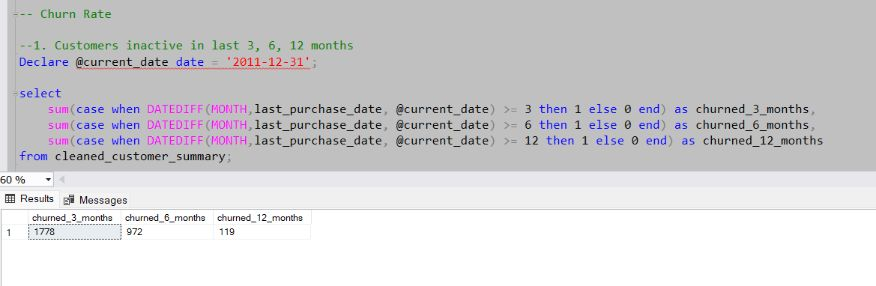 --- Churn Rate
--1. Customers inactive in last 3, 6, 12 months
Declare @current_date date = '2011-12-31';
select
sum(case when DATEDIFF(MONTH,last_purchase_date, @current_date) >= 3 then 1 else 0 end) as churned_3_months,
sum(case when DATEDIFF(MONTH,last_purchase_date, @current_date) >= 6 then 1 else 0 end) as churned_6_months,
sum(case when DATEDIFF(MONTH,last_purchase_date, @current_date) >= 12 then 1 else 0 end) as churned_12_months
from cleaned_customer_summary;
60 %
Results Messages
churned_3_months churned_6_months churned_12_months
1 1778 972 119